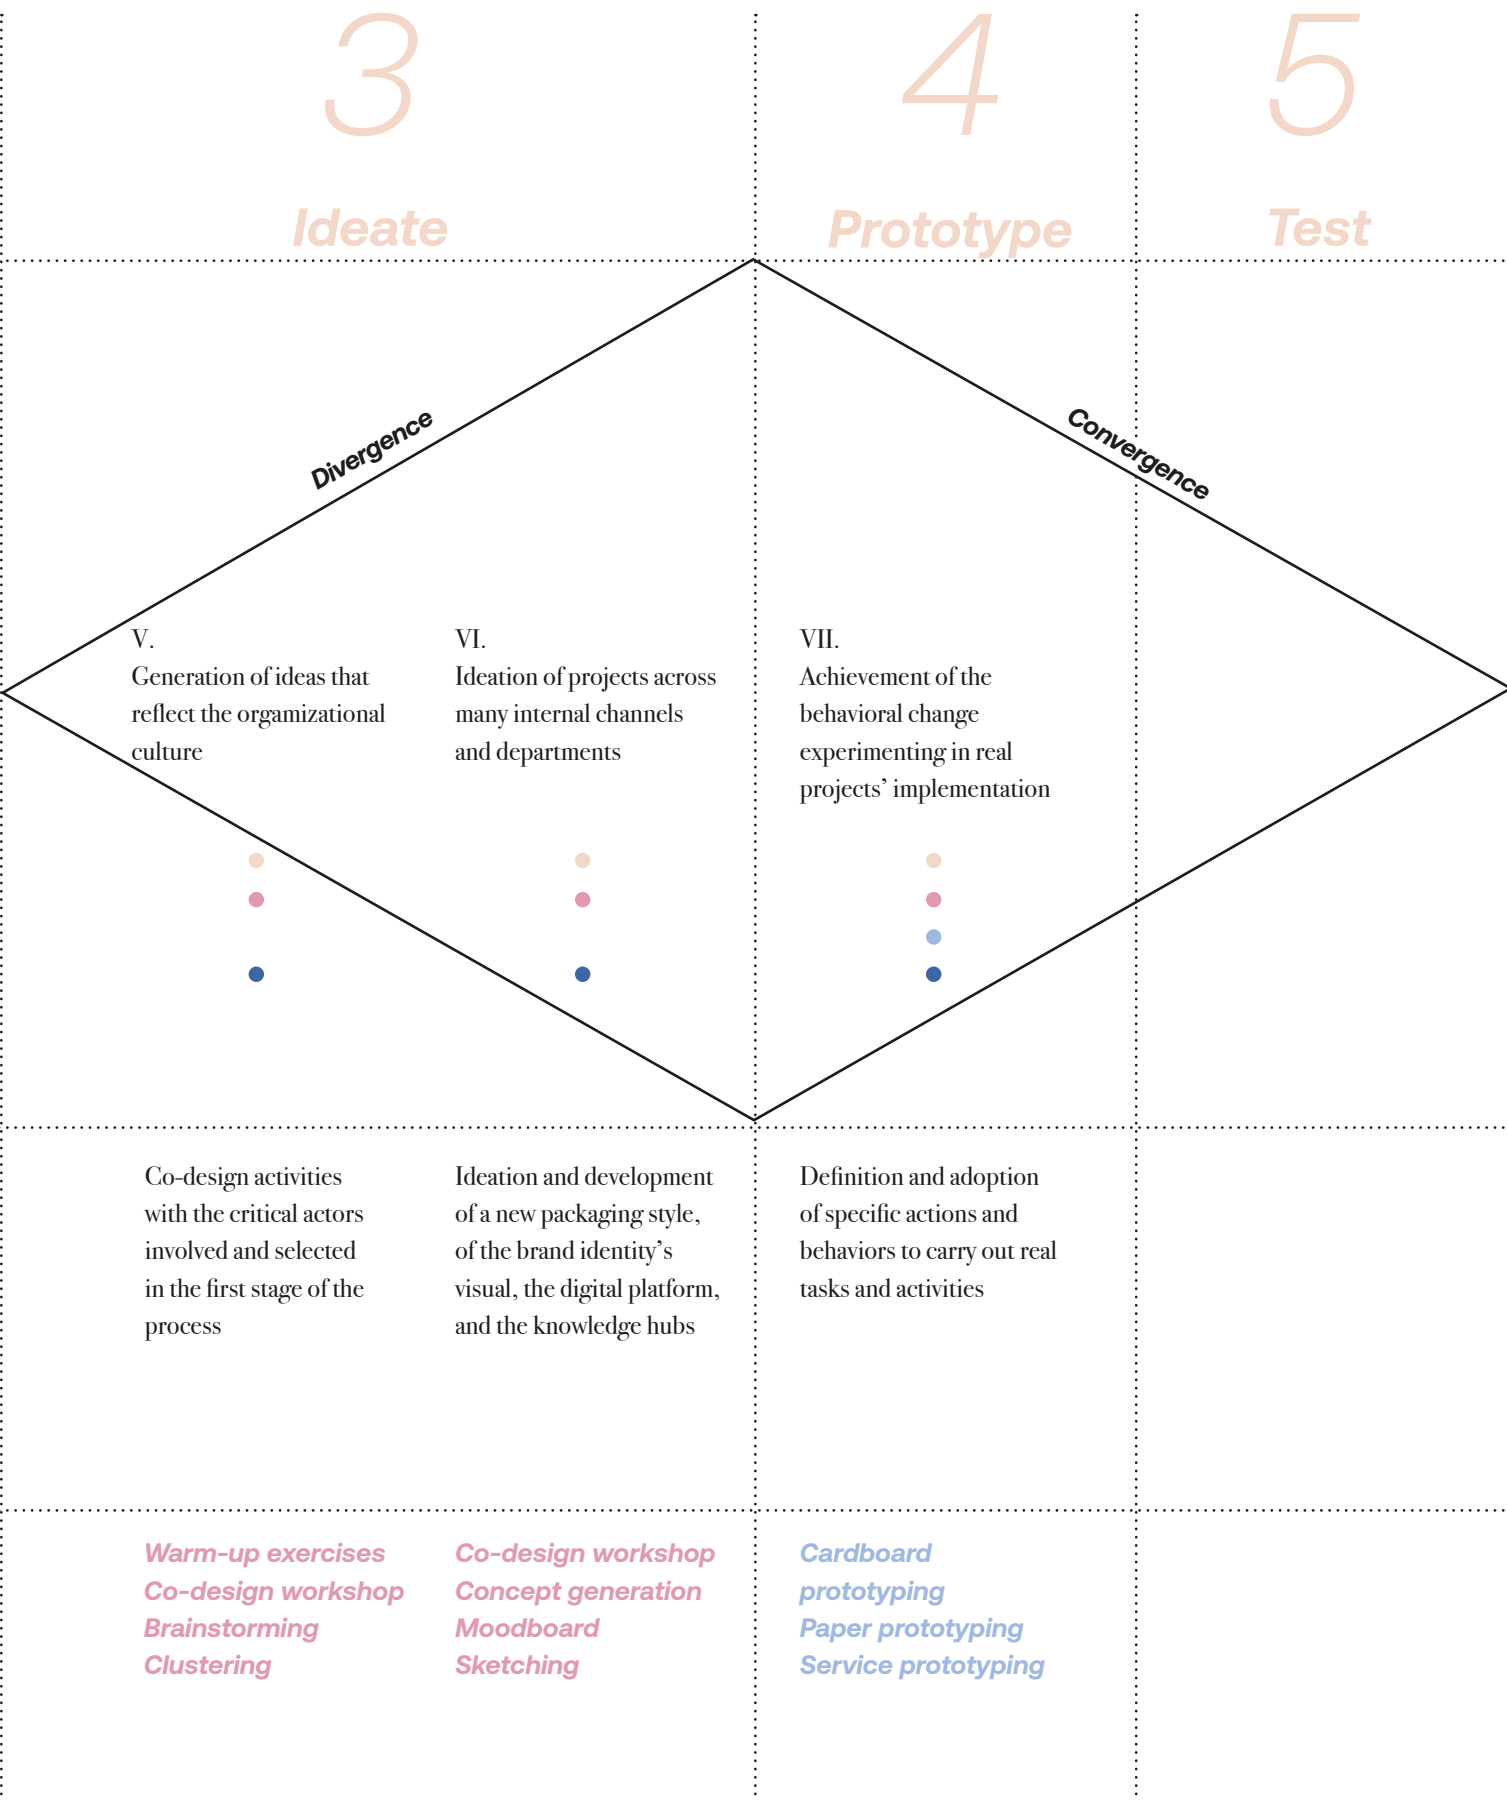 3
4
5
Ideate
Prototype
Test
Divergence
Convergence
V.
Generation of ideas that
reflect the orgamizational
culture
VI.
Ideation of projects across
many internal channels
and departments
VII.
Achievement of the
behavioral change
experimenting in real
projects’ implementation
Co-design activities
with the critical actors
involved and selected
in the first stage of the
process
Ideation and development
of a new packaging style,
of the brand identity’s
visual, the digital platform,
and the knowledge hubs
Definition and adoption
of specific actions and
behaviors to carry out real
tasks and activities
Warm-up exercises
Co-design workshop
Brainstorming
Clustering
Co-design workshop
Concept generation
Moodboard
Sketching
Cardboard
prototyping
Paper prototyping
Service prototyping